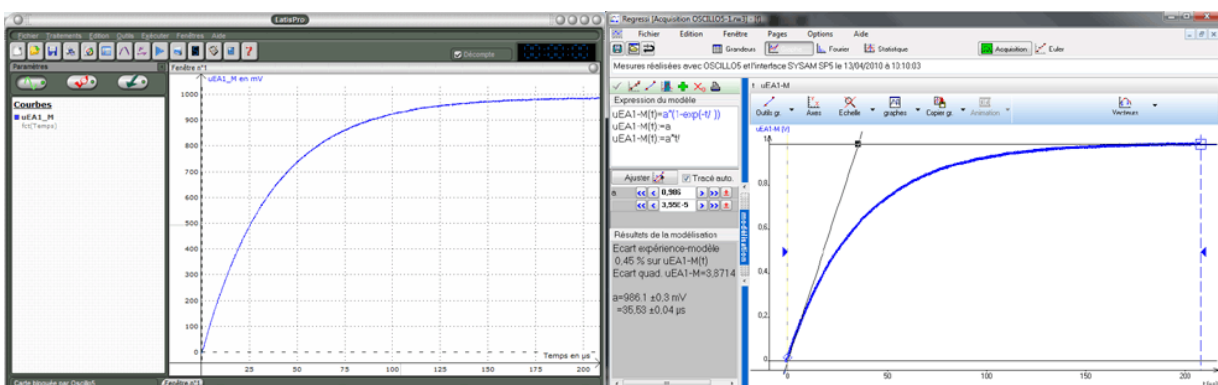 LatisPro
Fichier Traitements Edition Outils Exécuter Fenêtres Aide
Décompte
Paramètres
Fenêtre n°1
Courbes
uEA1_M
fct(Temps)
uEA1_M en mV
1000
900
800
700
600
500
400
300
200
100
0
25 50 75 100 125 150 175 200
Temps en µs
Fenêtre n°1
Regressi [Acquisition OSCILLO5-1.rw3]
Fichier Edition Fenêtre Pages Options Aide
Grandeurs Fourier Statistique Acquisition Euler
Mesures réalisées avec OSCILLO5 et l'interface SYSAM SP5 le 13/04/2010 à 13:10:03
Expression du modèle
uEA1-M(t)=a*(1-exp(-t/ ))
uEA1-M(t):=a
uEA1-M(t):=a*t/
Ajuster Tracé auto.
a 0,986
3,55E-5
Résultats de la modélisation
Ecart expérience-modèle
0,45 % sur uEA1-M(t)
Ecart quad. uEA1-M=3,8714
a=986,1 ±0,3 mV
=35,53 ±0,04 µs
modélisation
uEA1-M
Outils gr. Axes Echelle graphes Copier gr. Animation Vecteurs
uEA1-M (V)
1
0,8
0,6
0,4
0,2
0
0 50 100 150 200